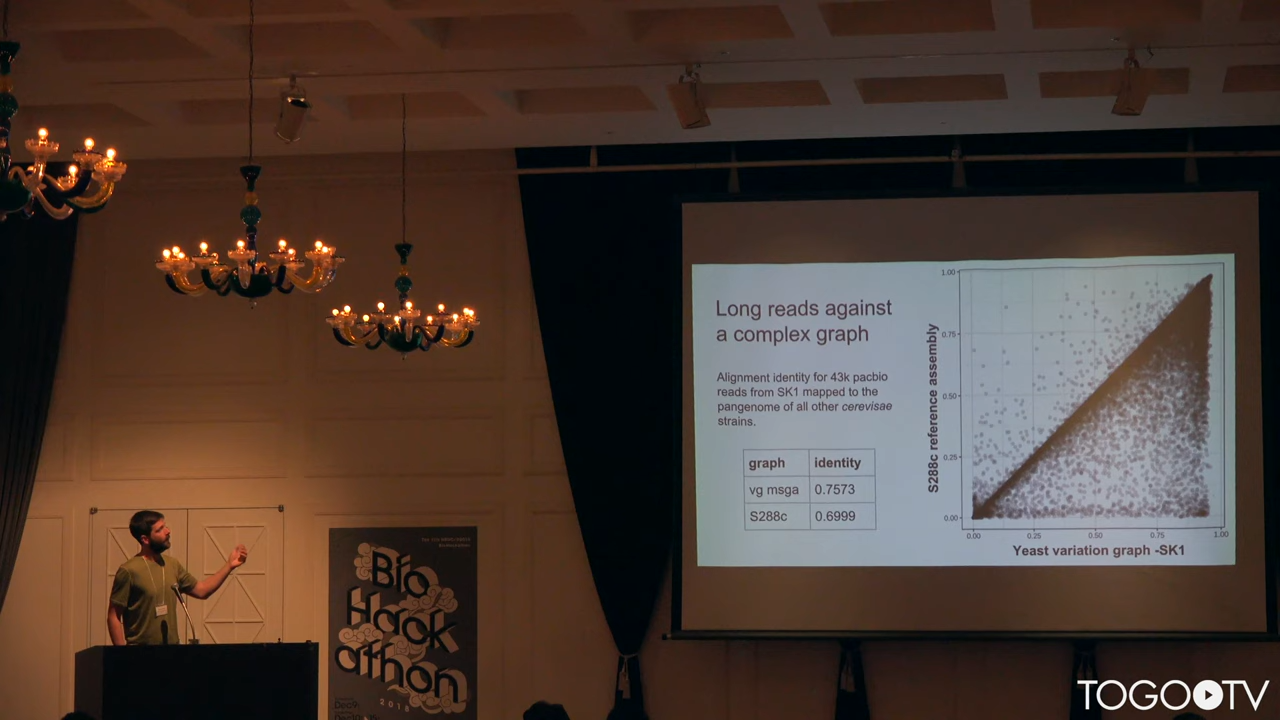 Long reads against
a complex graph
Alignment identity for 43k pacbio
reads from SK1 mapped to the
pangenome of all other cerevisae
strains.
graph identity
vg msga 0.7573
S288c 0.6999
S288c reference assembly
1.00
0.75
0.50
0.25
0.00
0.00 0.25 0.50 0.75 1.00
Yeast variation graph -SK1
Bio
Hack
athon
2018
TOGO TV